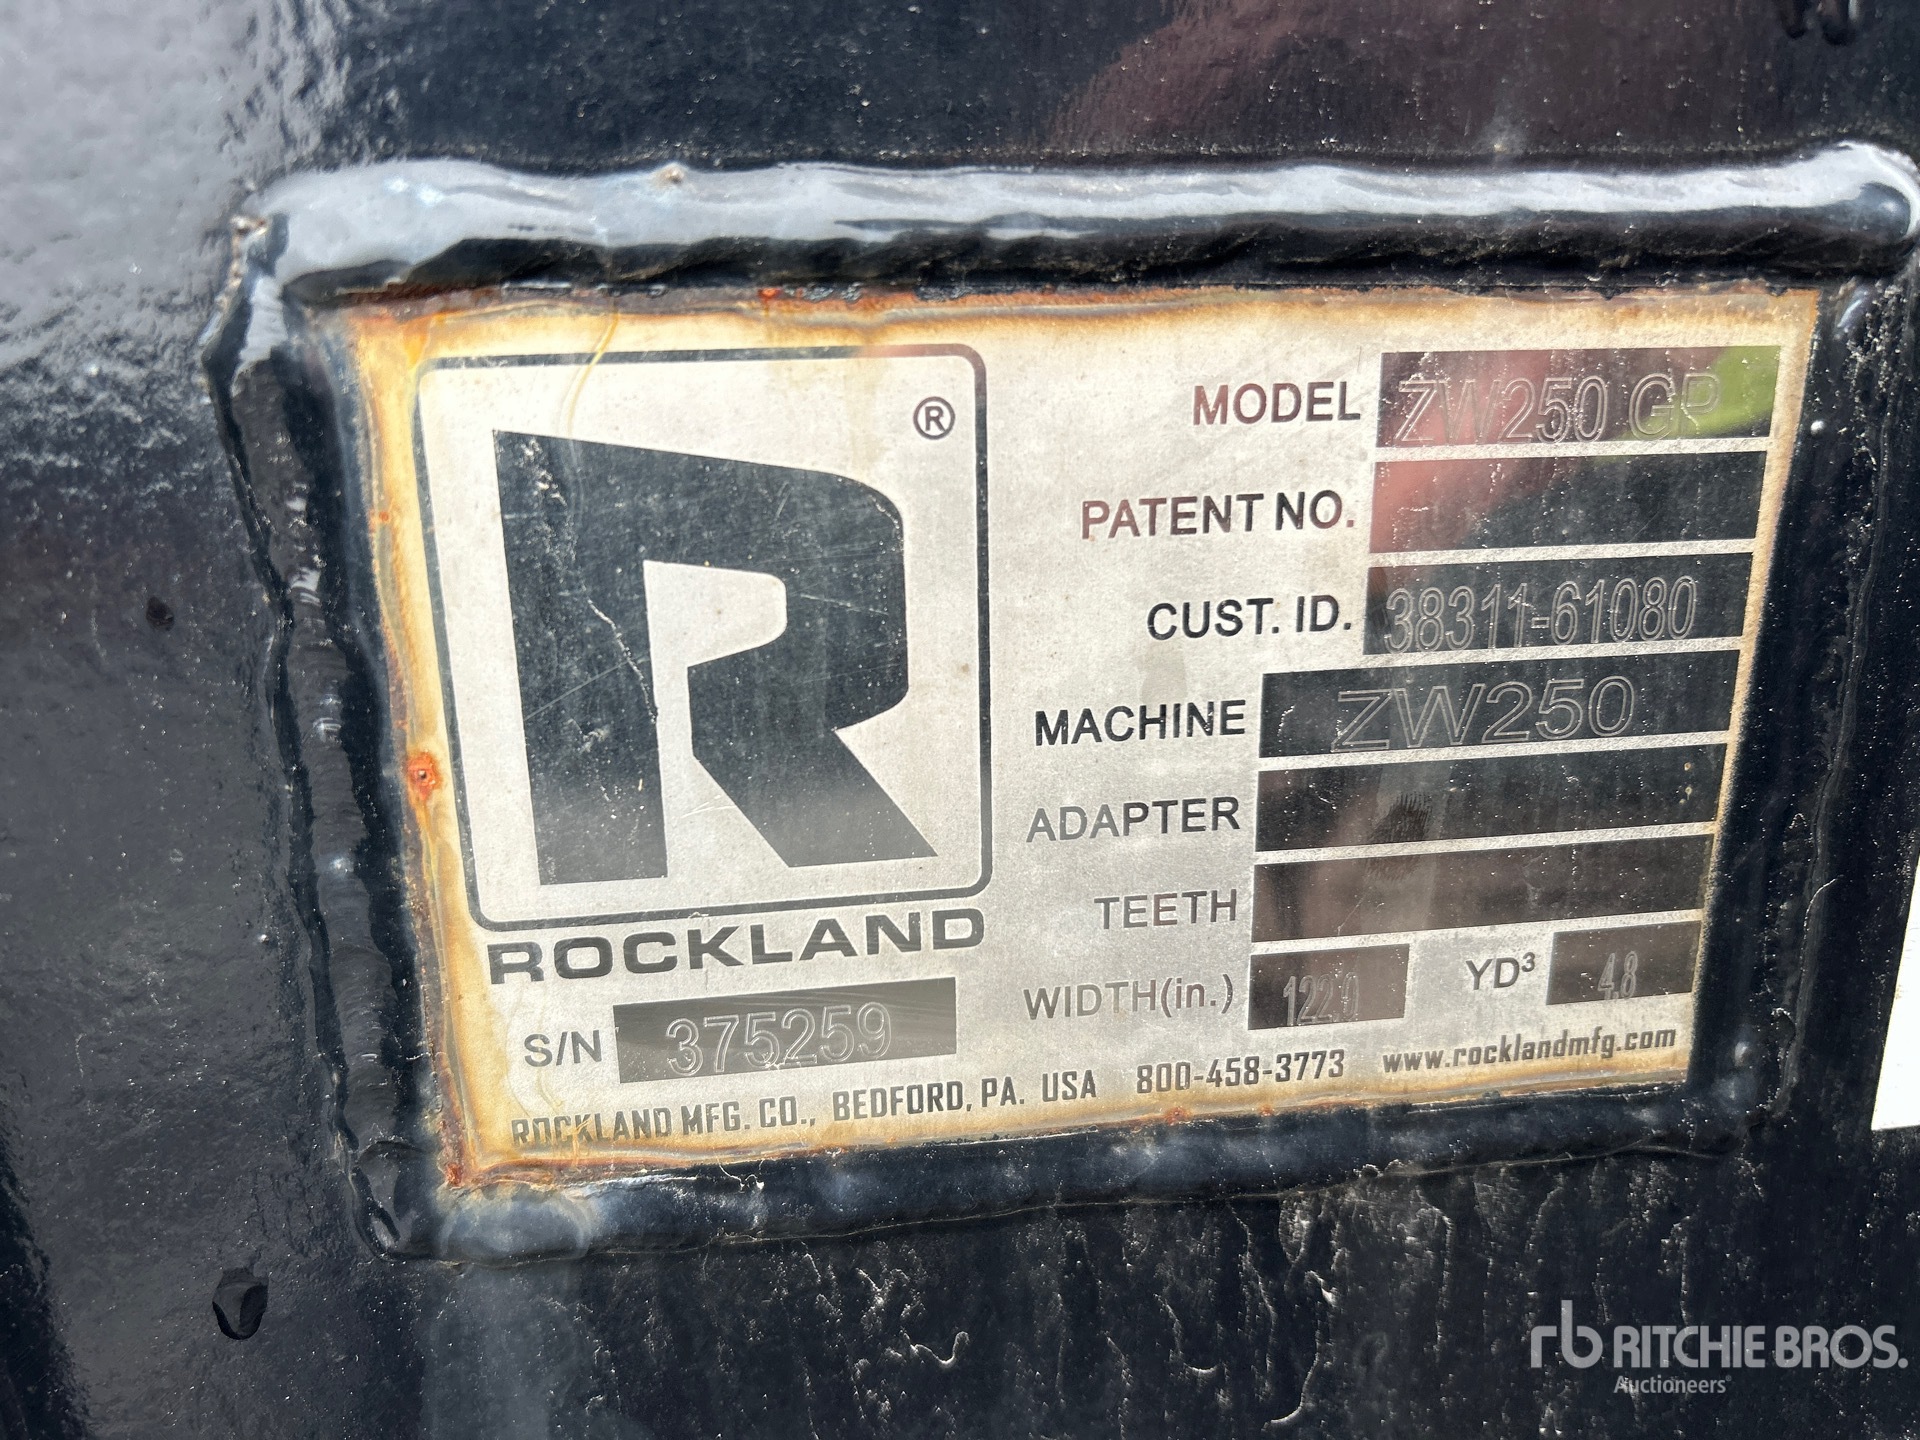 ®
ROCKLAND
S/N 375259
MODEL ZW250 GP
PATENT NO.
CUST. ID. 38311-61080
MACHINE ZW250
ADAPTER
TEETH
WIDTH(in.) 122.0 YD³ 4.8
ROCKLAND MFG. CO., BEDFORD, PA. USA 800-458-3773 www.rocklandmfg.com
rb RITCHIE BROS.
Auctioneers